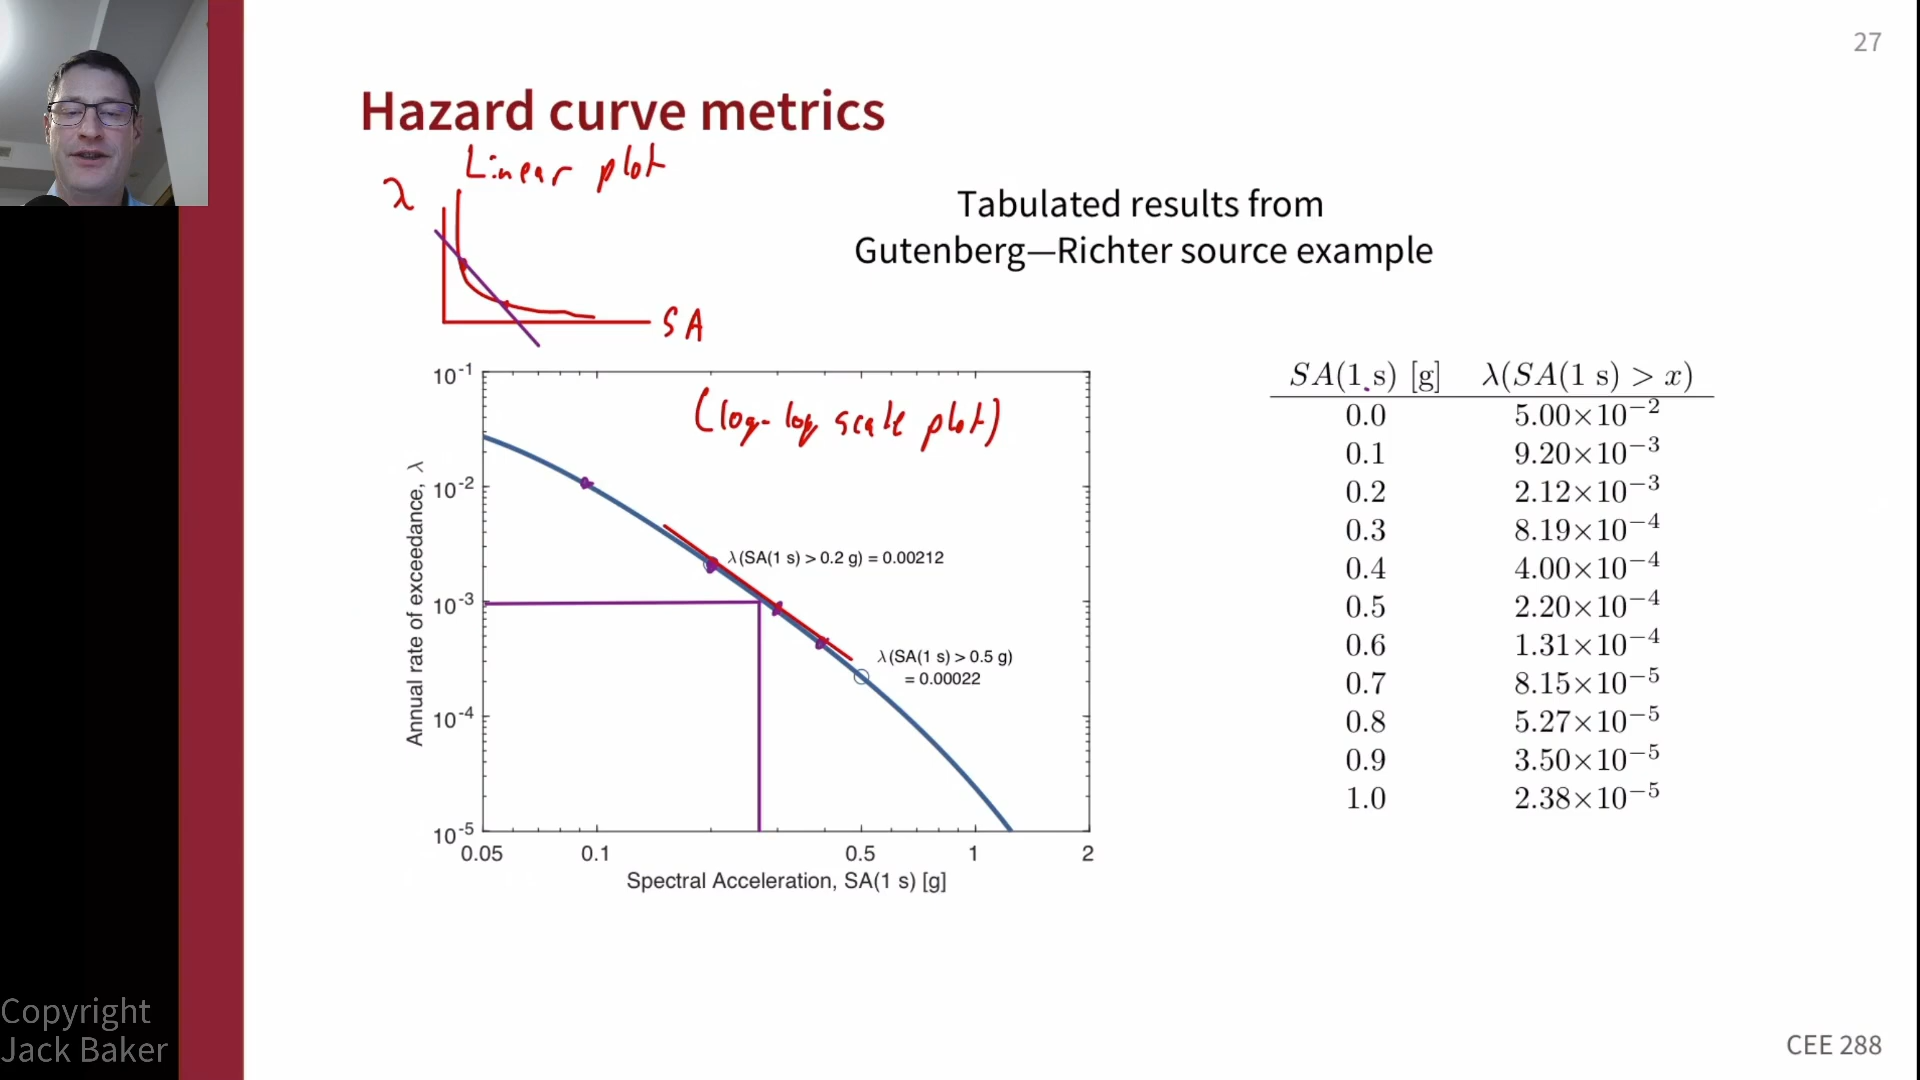 27
Hazard curve metrics
Linear plot
λ
SA
Tabulated results from
Gutenberg—Richter source example
10⁻¹
10⁻²
10⁻³
10⁻⁴
10⁻⁵
Annual rate of exceedance, λ
(log-log scale plot)
λ(SA(1 s) > 0.2 g) = 0.00212
λ(SA(1 s) > 0.5 g)
= 0.00022
0.05 0.1 0.5 1 2
Spectral Acceleration, SA(1 s) [g]
SA(1 s) [g] λ(SA(1 s) > x)
0.0 5.00×10⁻²
0.1 9.20×10⁻³
0.2 2.12×10⁻³
0.3 8.19×10⁻⁴
0.4 4.00×10⁻⁴
0.5 2.20×10⁻⁴
0.6 1.31×10⁻⁴
0.7 8.15×10⁻⁵
0.8 5.27×10⁻⁵
0.9 3.50×10⁻⁵
1.0 2.38×10⁻⁵
Copyright
Jack Baker
CEE 288